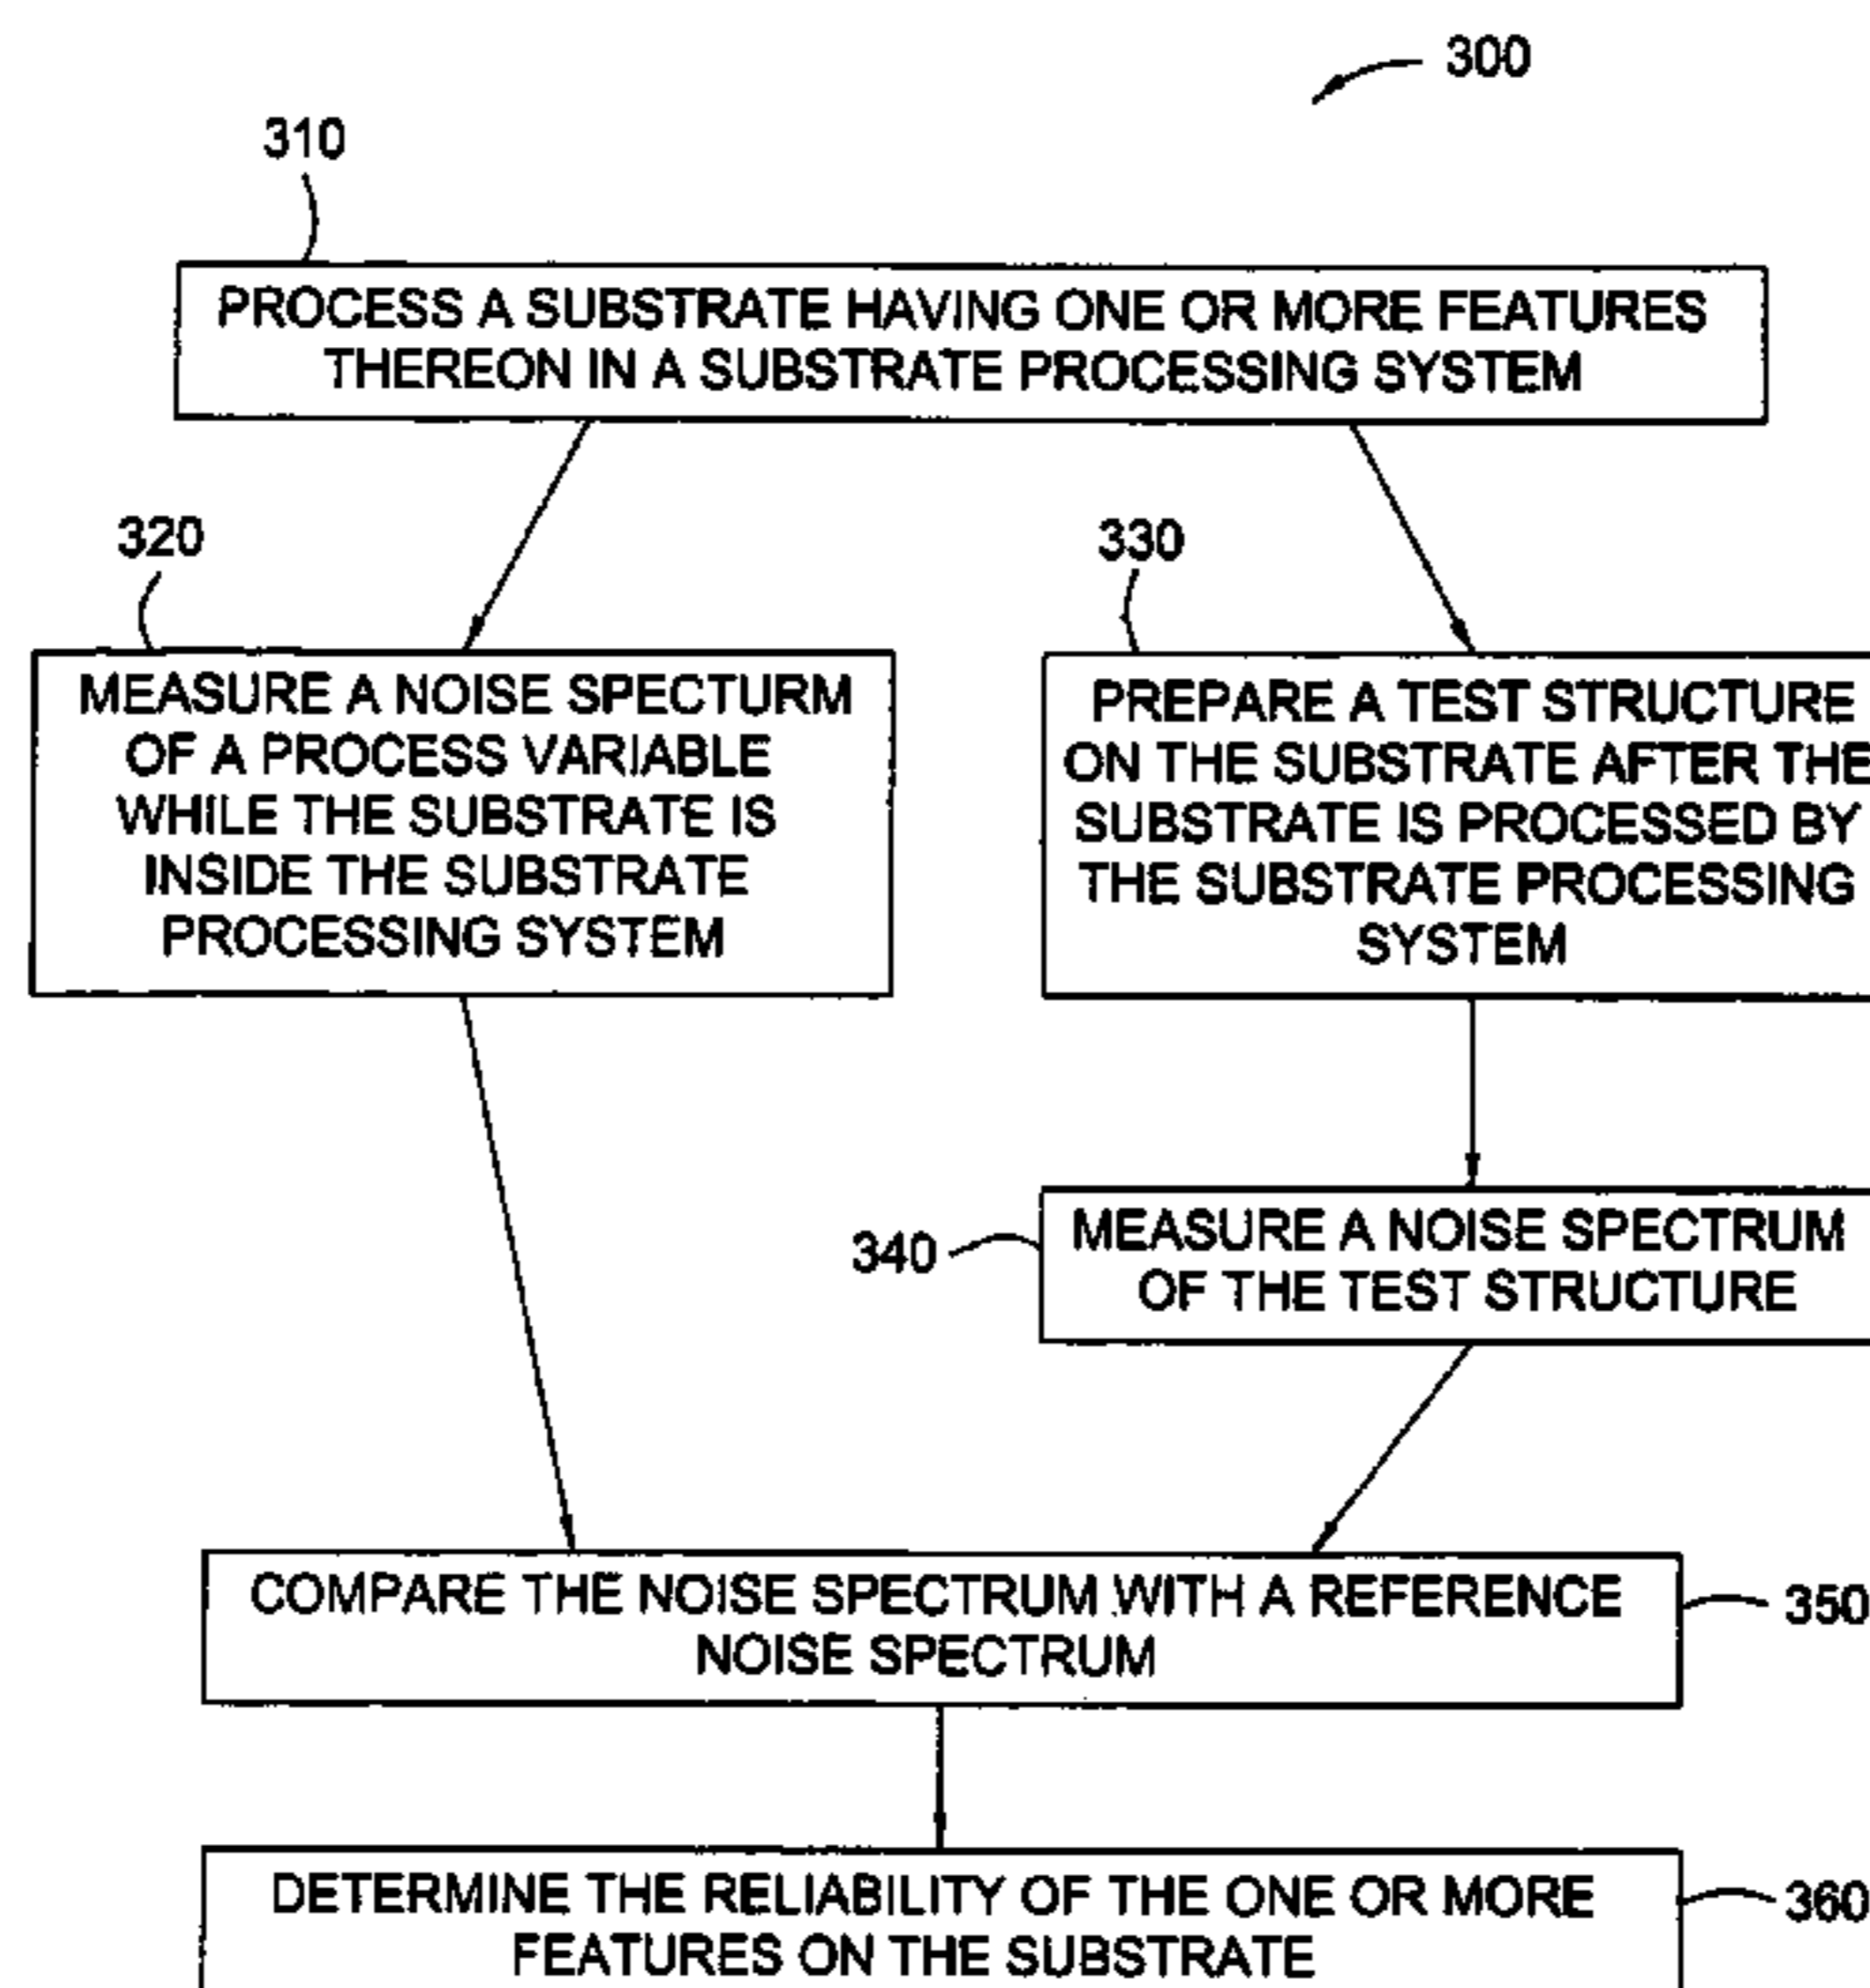 300
310
PROCESS A SUBSTRATE HAVING ONE OR MORE FEATURES
THEREON IN A SUBSTRATE PROCESSING SYSTEM
320
MEASURE A NOISE SPECTURM
OF A PROCESS VARIABLE
WHILE THE SUBSTRATE IS
INSIDE THE SUBSTRATE
PROCESSING SYSTEM
330
PREPARE A TEST STRUCTURE
ON THE SUBSTRATE AFTER THE
SUBSTRATE IS PROCESSED BY
THE SUBSTRATE PROCESSING
SYSTEM
340
MEASURE A NOISE SPECTRUM
OF THE TEST STRUCTURE
COMPARE THE NOISE SPECTRUM WITH A REFERENCE
NOISE SPECTRUM
350
DETERMINE THE RELIABILITY OF THE ONE OR MORE
FEATURES ON THE SUBSTRATE
360